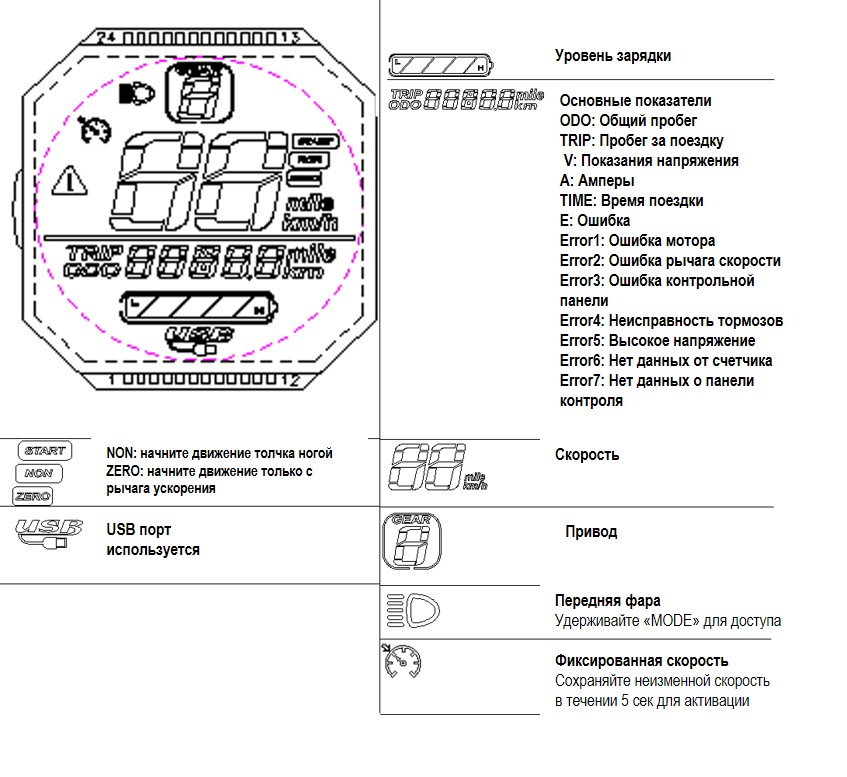 24 13
GEAR
START
NON
ZERO
mile
km/h
TRIP mile
ODO km
L H
USB
1 12
START
NON
ZERO
NON: начните движение толчка ногой
ZERO: начните движение только с
рычага ускорения
USB
USB порт
используется
L H
Уровень зарядки
TRIP mile
ODO km
Основные показатели
ODO: Общий пробег
TRIP: Пробег за поездку
V: Показания напряжения
A: Амперы
TIME: Время поездки
E: Ошибка
Error1: Ошибка мотора
Error2: Ошибка рычага скорости
Error3: Ошибка контрольной
панели
Error4: Неисправность тормозов
Error5: Высокое напряжение
Error6: Нет данных от счетчика
Error7: Нет данных о панели
контроля
mile
km/h
Скорость
GEAR
Привод
Передняя фара
Удерживайте «MODE» для доступа
Фиксированная скорость
Сохраняйте неизменной скорость
в течении 5 сек для активации